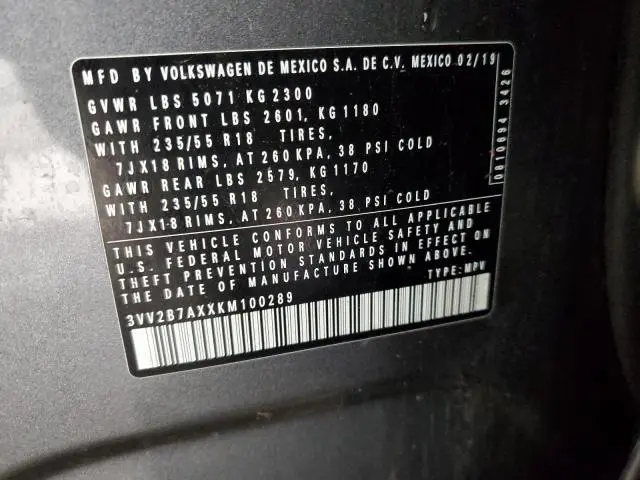 MFD BY VOLKSWAGEN DE MEXICO S.A. DE C.V. MEXICO 02/19
GVWR LBS 5071 KG 2300
GAWR FRONT LBS 2601, KG 1180
WITH 235/55 R18 TIRES,
7JX18 RIMS, AT 260 KPA, 38 PSI COLD
GAWR REAR LBS 2579, KG 1170
WITH 235/55 R18 TIRES,
7JX18 RIMS, AT 260 KPA, 38 PSI COLD
THIS VEHICLE CONFORMS TO ALL APPLICABLE
U.S. FEDERAL MOTOR VEHICLE SAFETY AND
THEFT PREVENTION STANDARDS IN EFFECT ON
THE DATE OF MANUFACTURE SHOWN ABOVE.
3VV2B7AXXKM100289 TYPE: MPV
0810694 3426